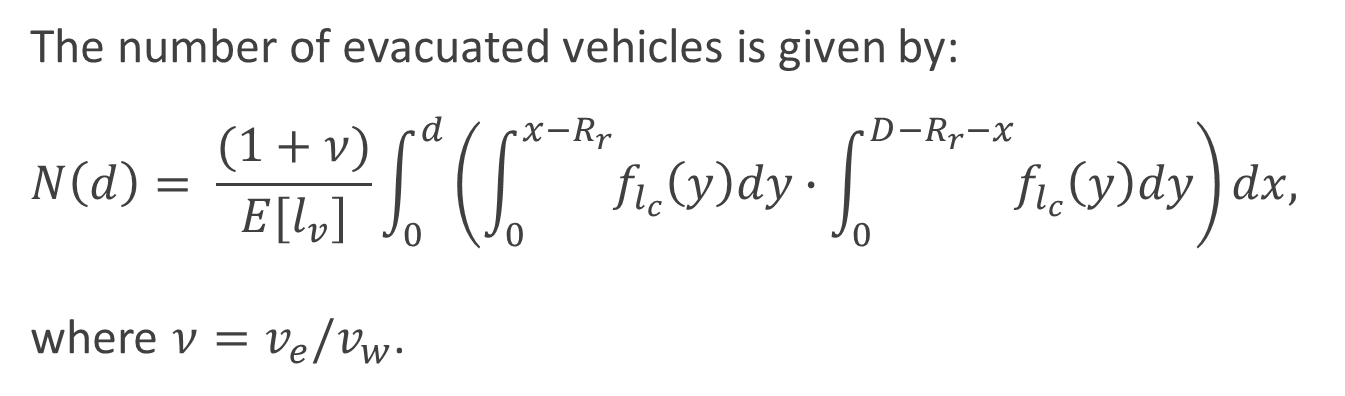 The number of evacuated vehicles is given by:
N(d) = (1 + ν)/E[l_v] ∫_0^d (∫_0^{x−R_r} f_{l_c}(y)dy · ∫_0^{D−R_r−x} f_{l_c}(y)dy) dx,
where ν = v_e/v_w.